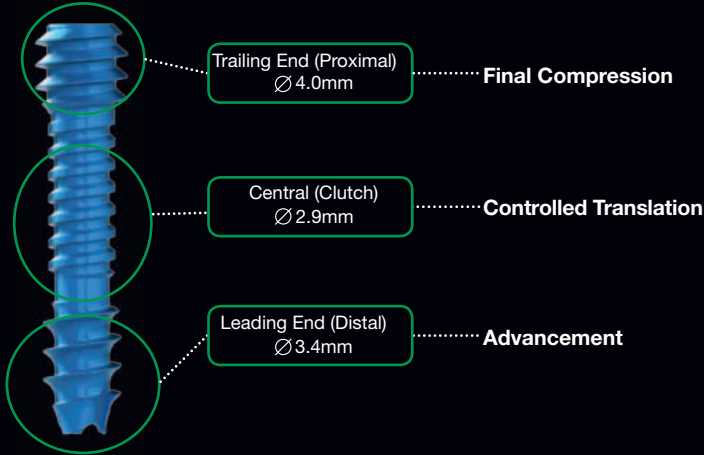 Trailing End (Proximal)
∅ 4.0mm
Final Compression
Central (Clutch)
∅ 2.9mm
Controlled Translation
Leading End (Distal)
∅ 3.4mm
Advancement